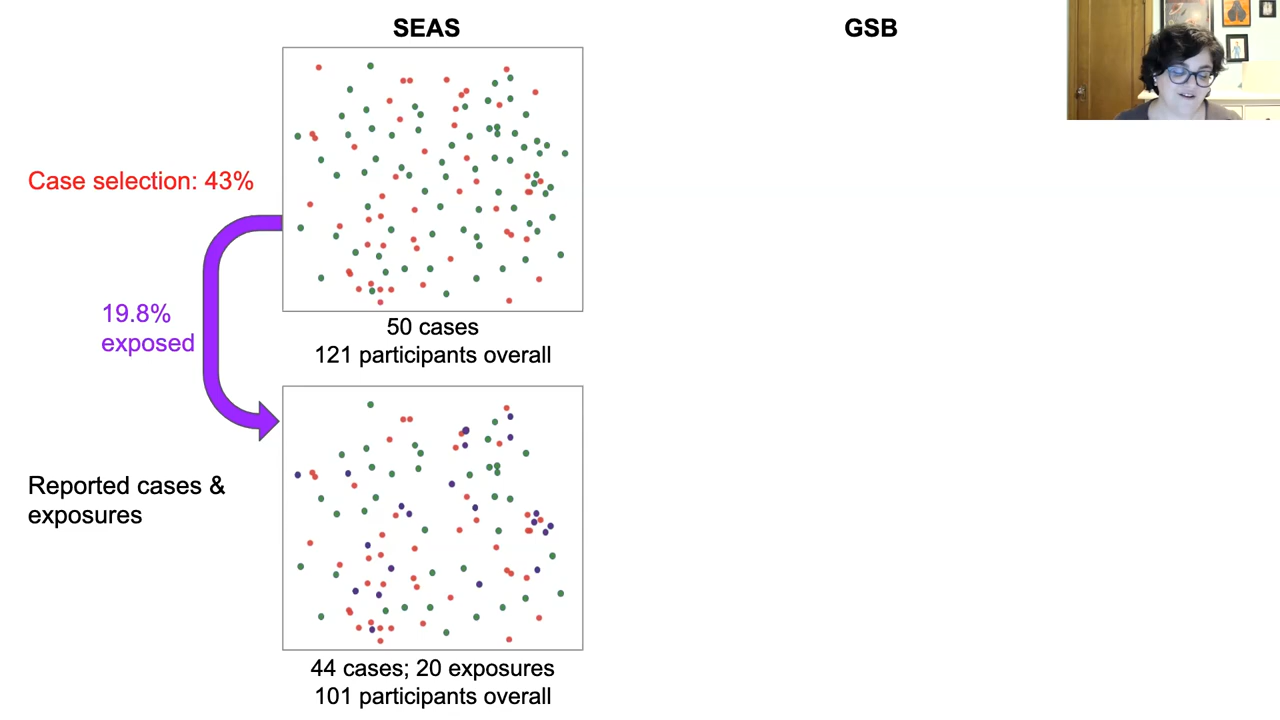 SEAS
GSB
Case selection: 43%
50 cases
121 participants overall
19.8%
exposed
Reported cases &
exposures
44 cases; 20 exposures
101 participants overall